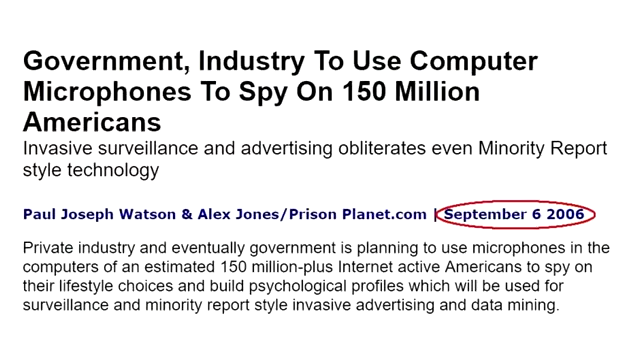 Government, Industry To Use Computer
Microphones To Spy On 150 Million
Americans
Invasive surveillance and advertising obliterates even Minority Report
style technology
Paul Joseph Watson & Alex Jones/Prison Planet.com | September 6 2006
Private industry and eventually government is planning to use microphones in the
computers of an estimated 150 million-plus Internet active Americans to spy on
their lifestyle choices and build psychological profiles which will be used for
surveillance and minority report style invasive advertising and data mining.